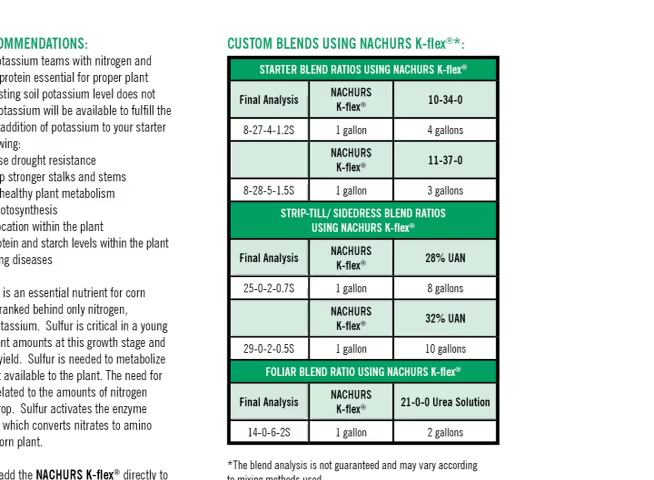 OMMENDATIONS:
otassium teams with nitrogen and
protein essential for proper plant
sting soil potassium level does not
otassium will be available to fulfill the
addition of potassium to your starter
wing:
se drought resistance
p stronger stalks and stems
healthy plant metabolism
otosynthesis
ocation within the plant
otein and starch levels within the plant
ng diseases
is an essential nutrient for corn
ranked behind only nitrogen,
tassium. Sulfur is critical in a young
nt amounts at this growth stage and
yield. Sulfur is needed to metabolize
t available to the plant. The need for
elated to the amounts of nitrogen
rop. Sulfur activates the enzyme
which converts nitrates to amino
orn plant.
add the NACHURS K-flex® directly to
CUSTOM BLENDS USING NACHURS K-flex®*:
STARTER BLEND RATIOS USING NACHURS K-flex®
Final Analysis NACHURS K-flex® 10-34-0
8-27-4-1.2S 1 gallon 4 gallons
NACHURS K-flex® 11-37-0
8-28-5-1.5S 1 gallon 3 gallons
STRIP-TILL/ SIDEDRESS BLEND RATIOS
USING NACHURS K-flex®
Final Analysis NACHURS K-flex® 28% UAN
25-0-2-0.7S 1 gallon 8 gallons
NACHURS K-flex® 32% UAN
29-0-2-0.5S 1 gallon 10 gallons
FOLIAR BLEND RATIO USING NACHURS K-flex®
Final Analysis NACHURS K-flex® 21-0-0 Urea Solution
14-0-6-2S 1 gallon 2 gallons
*The blend analysis is not guaranteed and may vary according
to mixing methods used